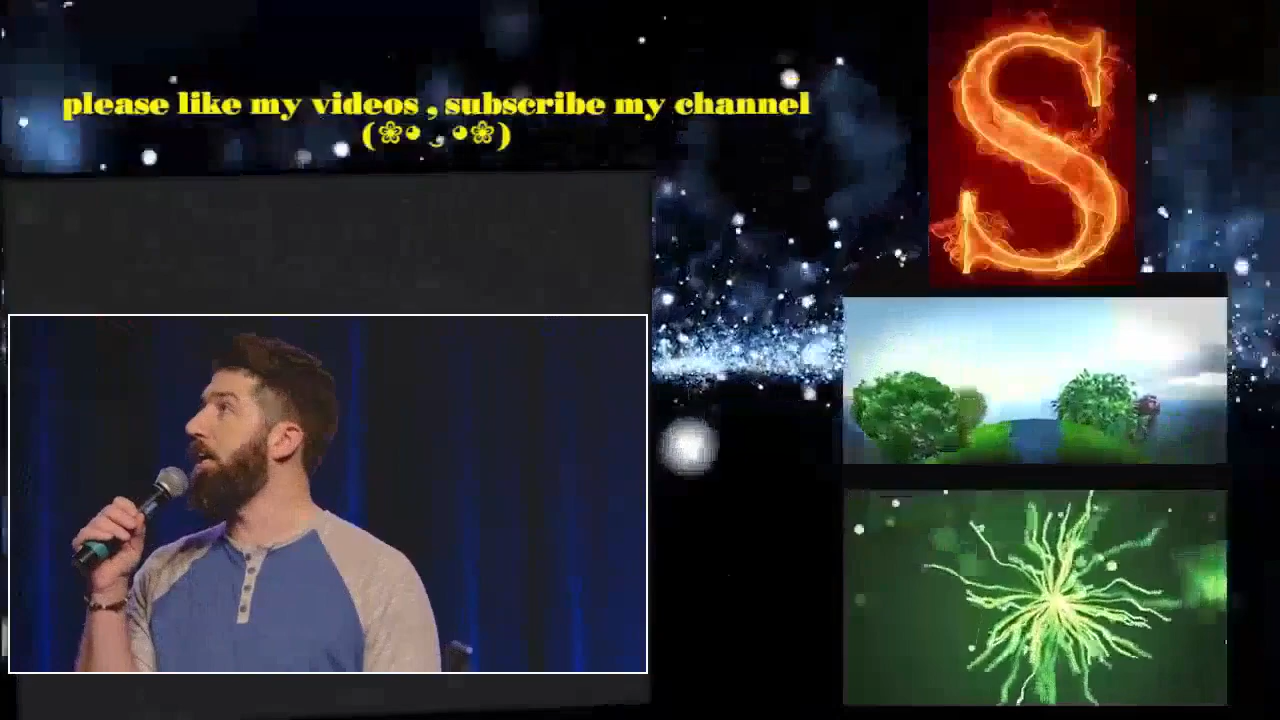 please like my videos , subscribe my channel
(❀◕ ‿ ◕❀)
S